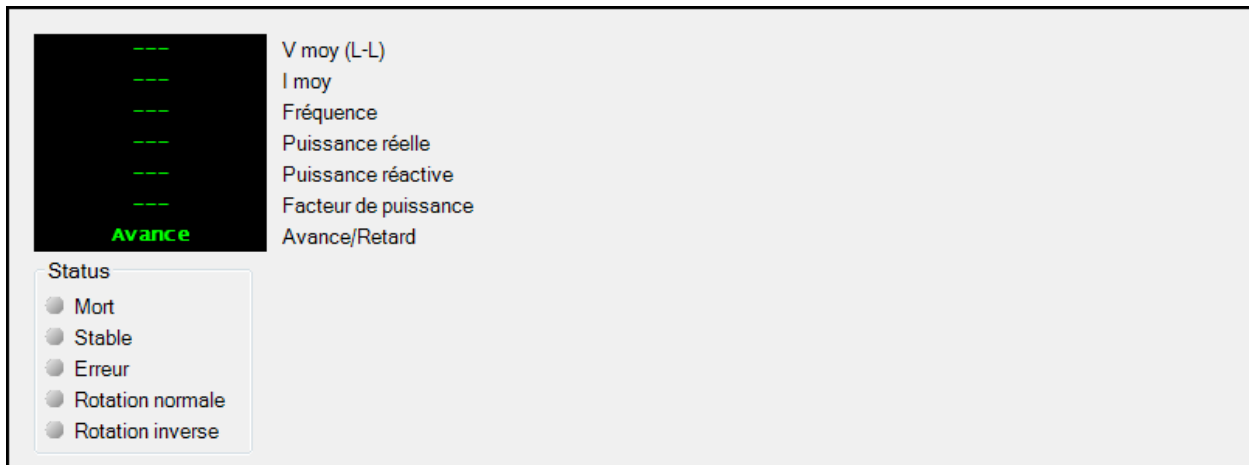 --- V moy (L-L)
--- I moy
--- Fréquence
--- Puissance réelle
--- Puissance réactive
--- Facteur de puissance
Avance Avance/Retard
Status
Mort
Stable
Erreur
Rotation normale
Rotation inverse